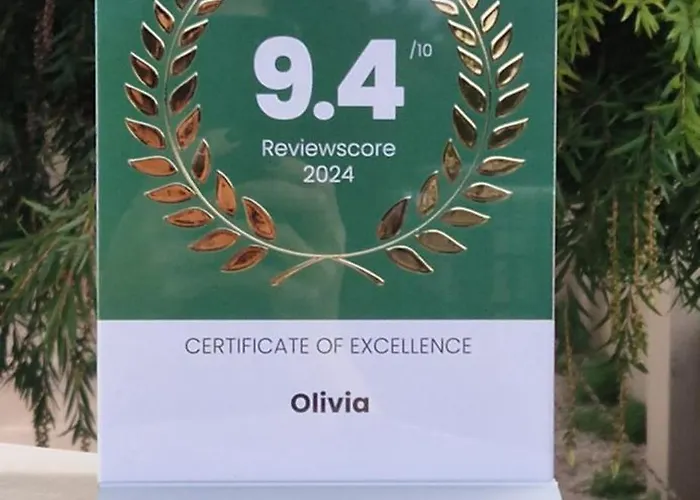 9.4 /10
Reviewscore
2024
CERTIFICATE OF EXCELLENCE
Olivia